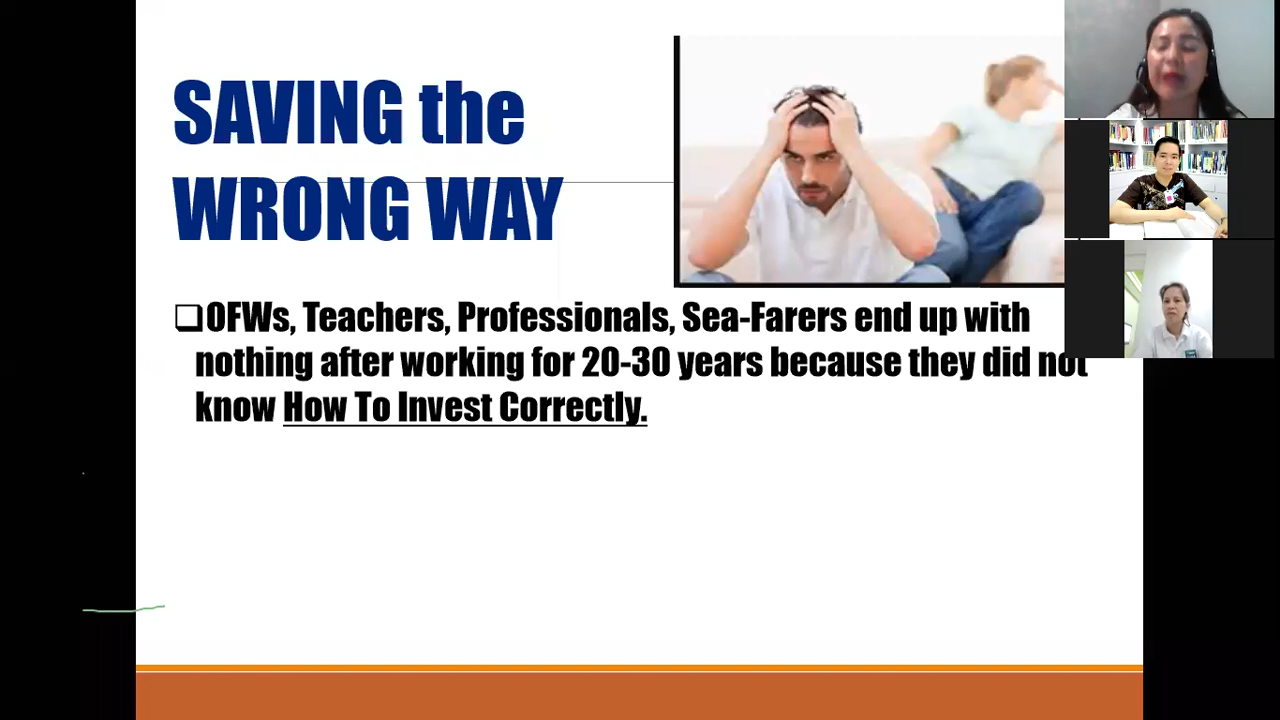 SAVING the
WRONG WAY
OFWs, Teachers, Professionals, Sea-Farers end up with
nothing after working for 20-30 years because they did not
know How To Invest Correctly.